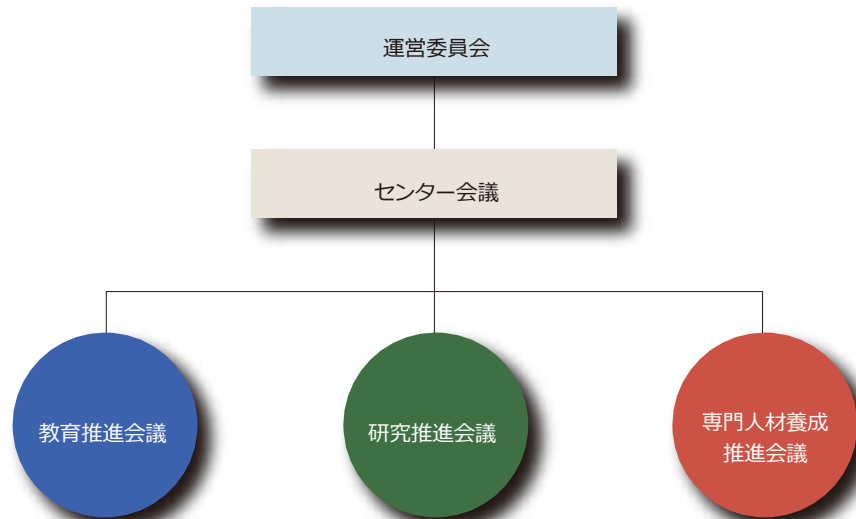 運営委員会
センター会議
教育推進会議
研究推進会議
専門人材養成
推進会議